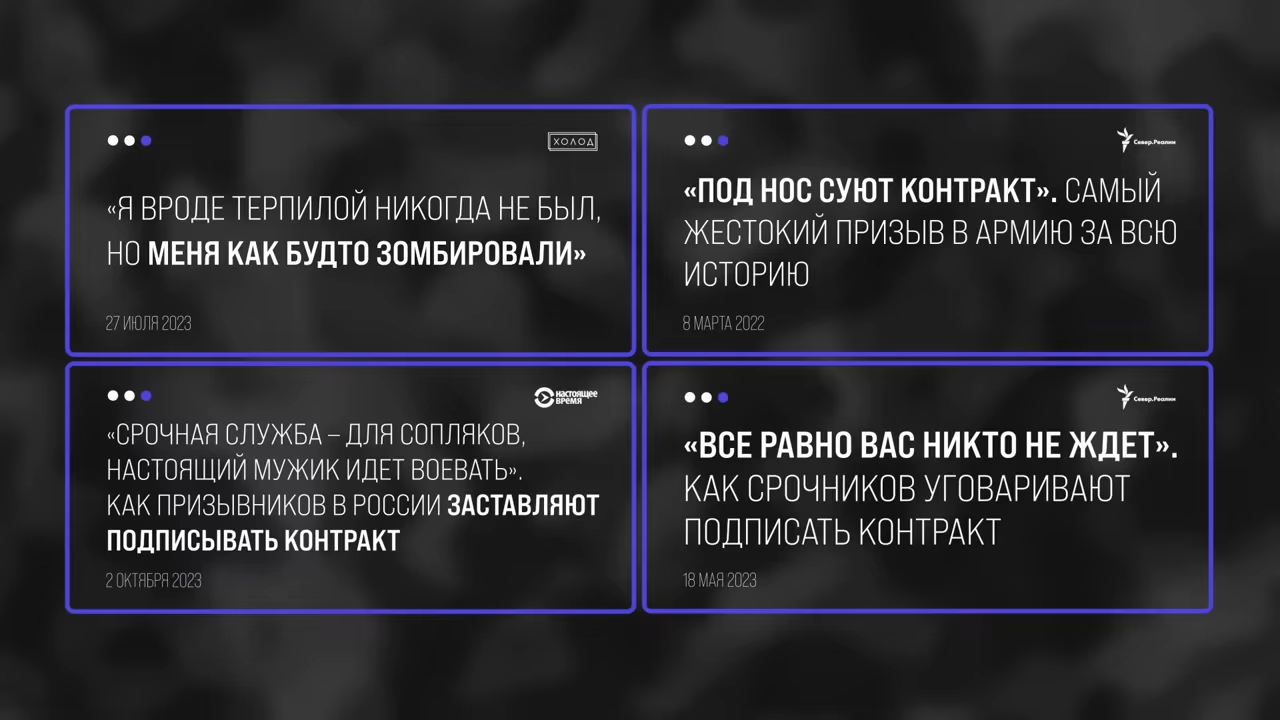 ХОЛОД
«Я ВРОДЕ ТЕРПИЛОЙ НИКОГДА НЕ БЫЛ,
НО МЕНЯ КАК БУДТО ЗОМБИРОВАЛИ»
27 ИЮЛЯ 2023
Север.Реалии
«ПОД НОС СУЮТ КОНТРАКТ». САМЫЙ
ЖЕСТОКИЙ ПРИЗЫВ В АРМИЮ ЗА ВСЮ
ИСТОРИЮ
8 МАРТА 2022
НАСТОЯЩЕЕ
ВРЕМЯ
«СРОЧНАЯ СЛУЖБА – ДЛЯ СОПЛЯКОВ,
НАСТОЯЩИЙ МУЖИК ИДЕТ ВОЕВАТЬ».
КАК ПРИЗЫВНИКОВ В РОССИИ ЗАСТАВЛЯЮТ
ПОДПИСЫВАТЬ КОНТРАКТ
2 ОКТЯБРЯ 2023
Север.Реалии
«ВСЕ РАВНО ВАС НИКТО НЕ ЖДЕТ».
КАК СРОЧНИКОВ УГОВАРИВАЮТ
ПОДПИСАТЬ КОНТРАКТ
18 МАЯ 2023